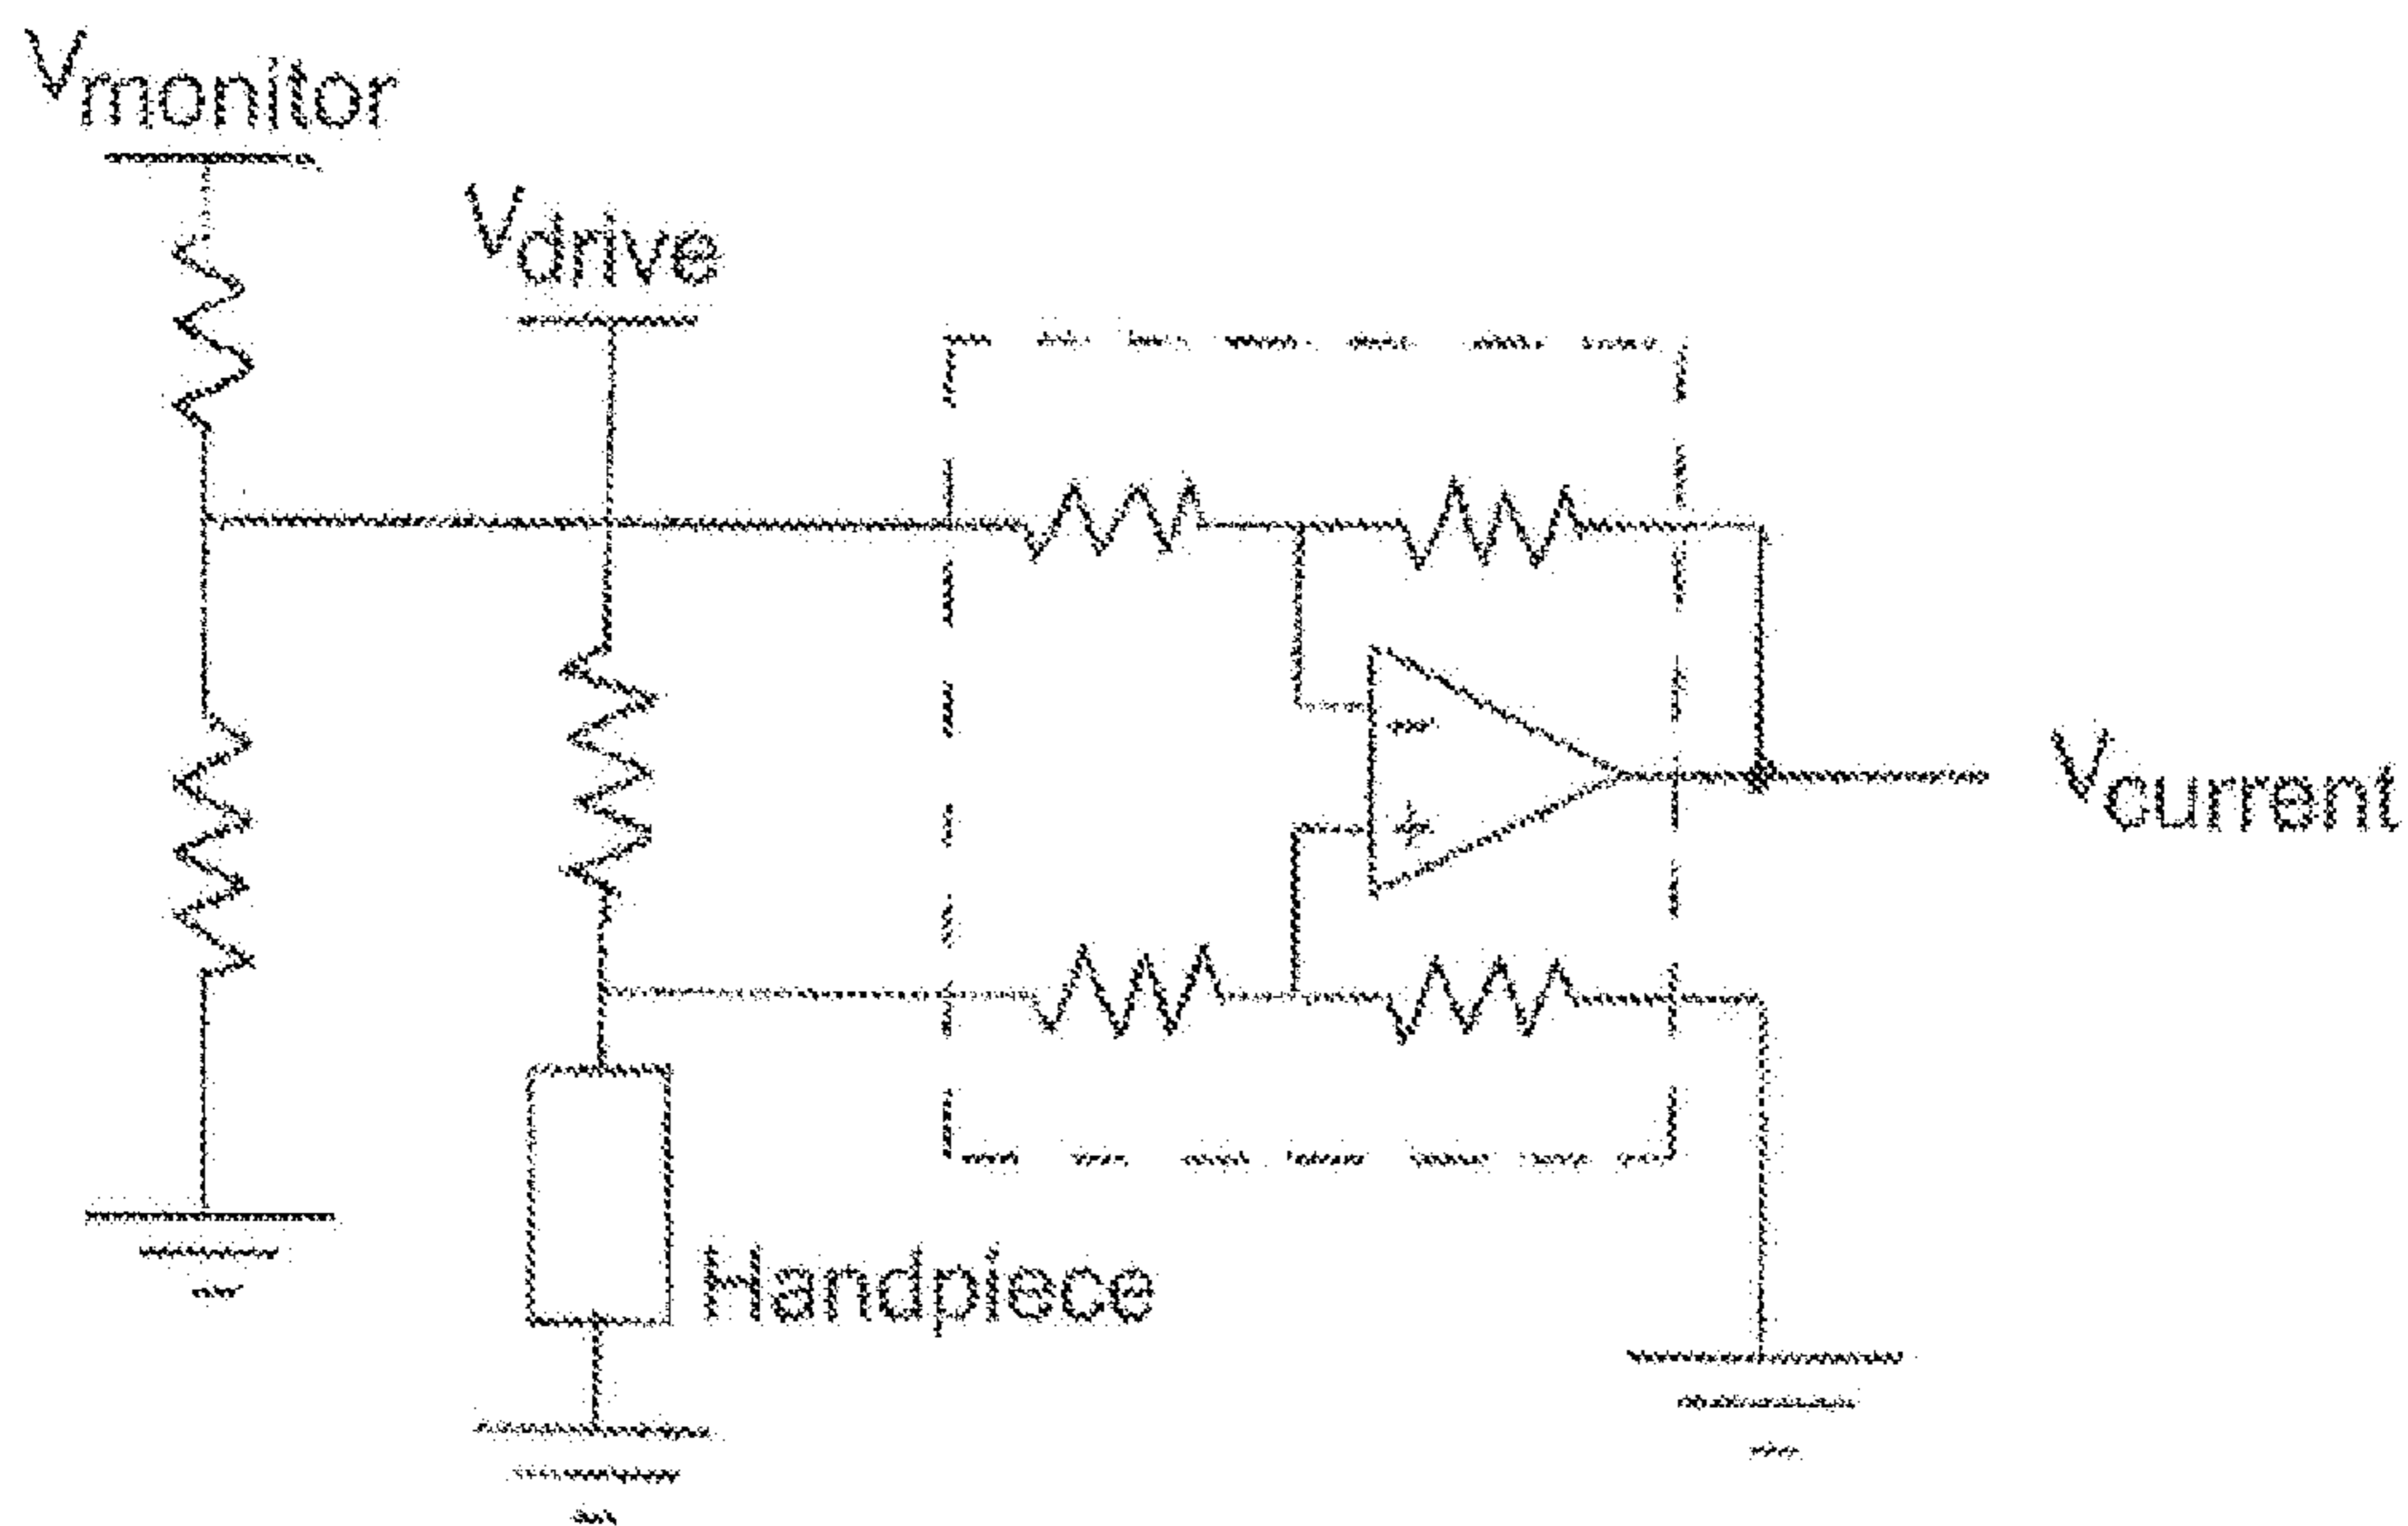 Vmonitor
Vdrive
−
+
Vcurrent
Handpiece